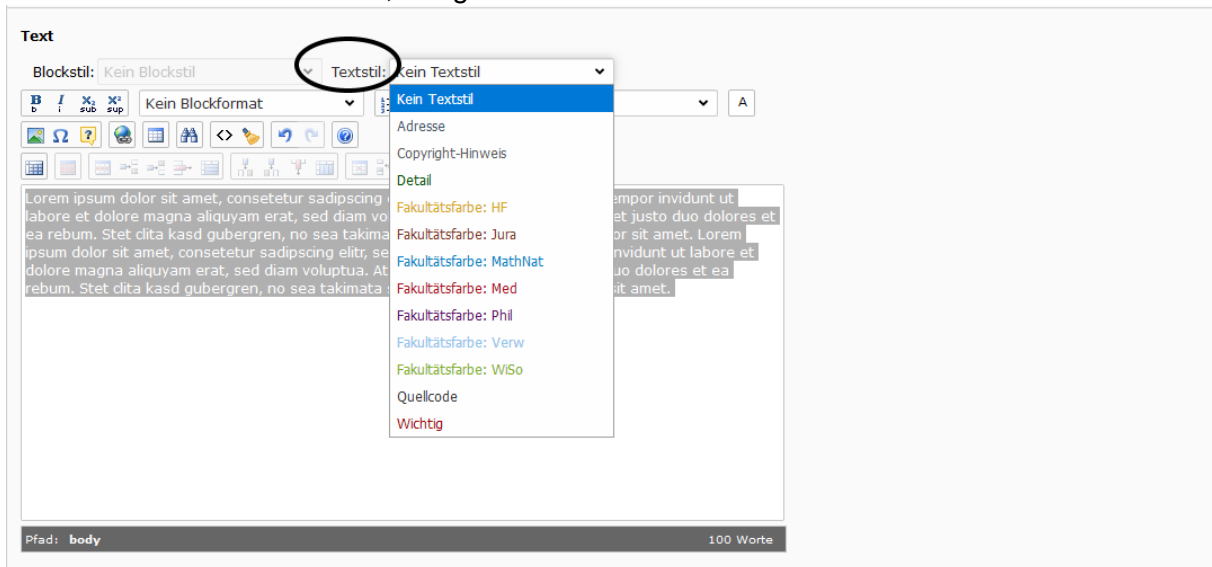 Text
Blockstil: Kein Blockstil Textstil: Kein Textstil
B I X₂ X² Kein Blockformat A
b i sub sup
Kein Textstil
Adresse
Copyright-Hinweis
Detail
Fakultätsfarbe: HF
Fakultätsfarbe: Jura
Fakultätsfarbe: MathNat
Fakultätsfarbe: Med
Fakultätsfarbe: Phil
Fakultätsfarbe: Verw
Fakultätsfarbe: WiSo
Quellcode
Wichtig
Lorem ipsum dolor sit amet, consetetur sadipscing empor invidunt ut
labore et dolore magna aliquyam erat, sed diam vo et justo duo dolores et
ea rebum. Stet clita kasd gubergren, no sea takima or sit amet. Lorem
ipsum dolor sit amet, consetetur sadipscing elitr, se nvidunt ut labore et
dolore magna aliquyam erat, sed diam voluptua. At uo dolores et ea
rebum. Stet clita kasd gubergren, no sea takimata sit amet.
Pfad: body 100 Worte